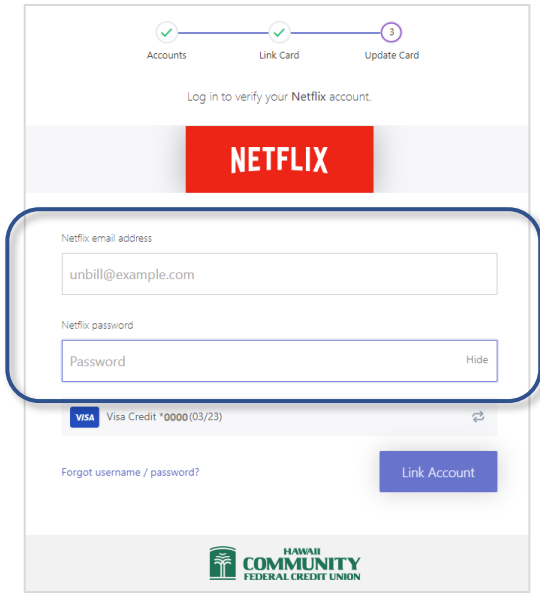 3
Accounts Link Card Update Card
Log in to verify your Netflix account.
NETFLIX
Netflix email address
unbill@example.com
Netflix password
Password Hide
VISA Visa Credit *0000 (03/23)
Forgot username / password? Link Account
HAWAII
COMMUNITY
FEDERAL CREDIT UNION